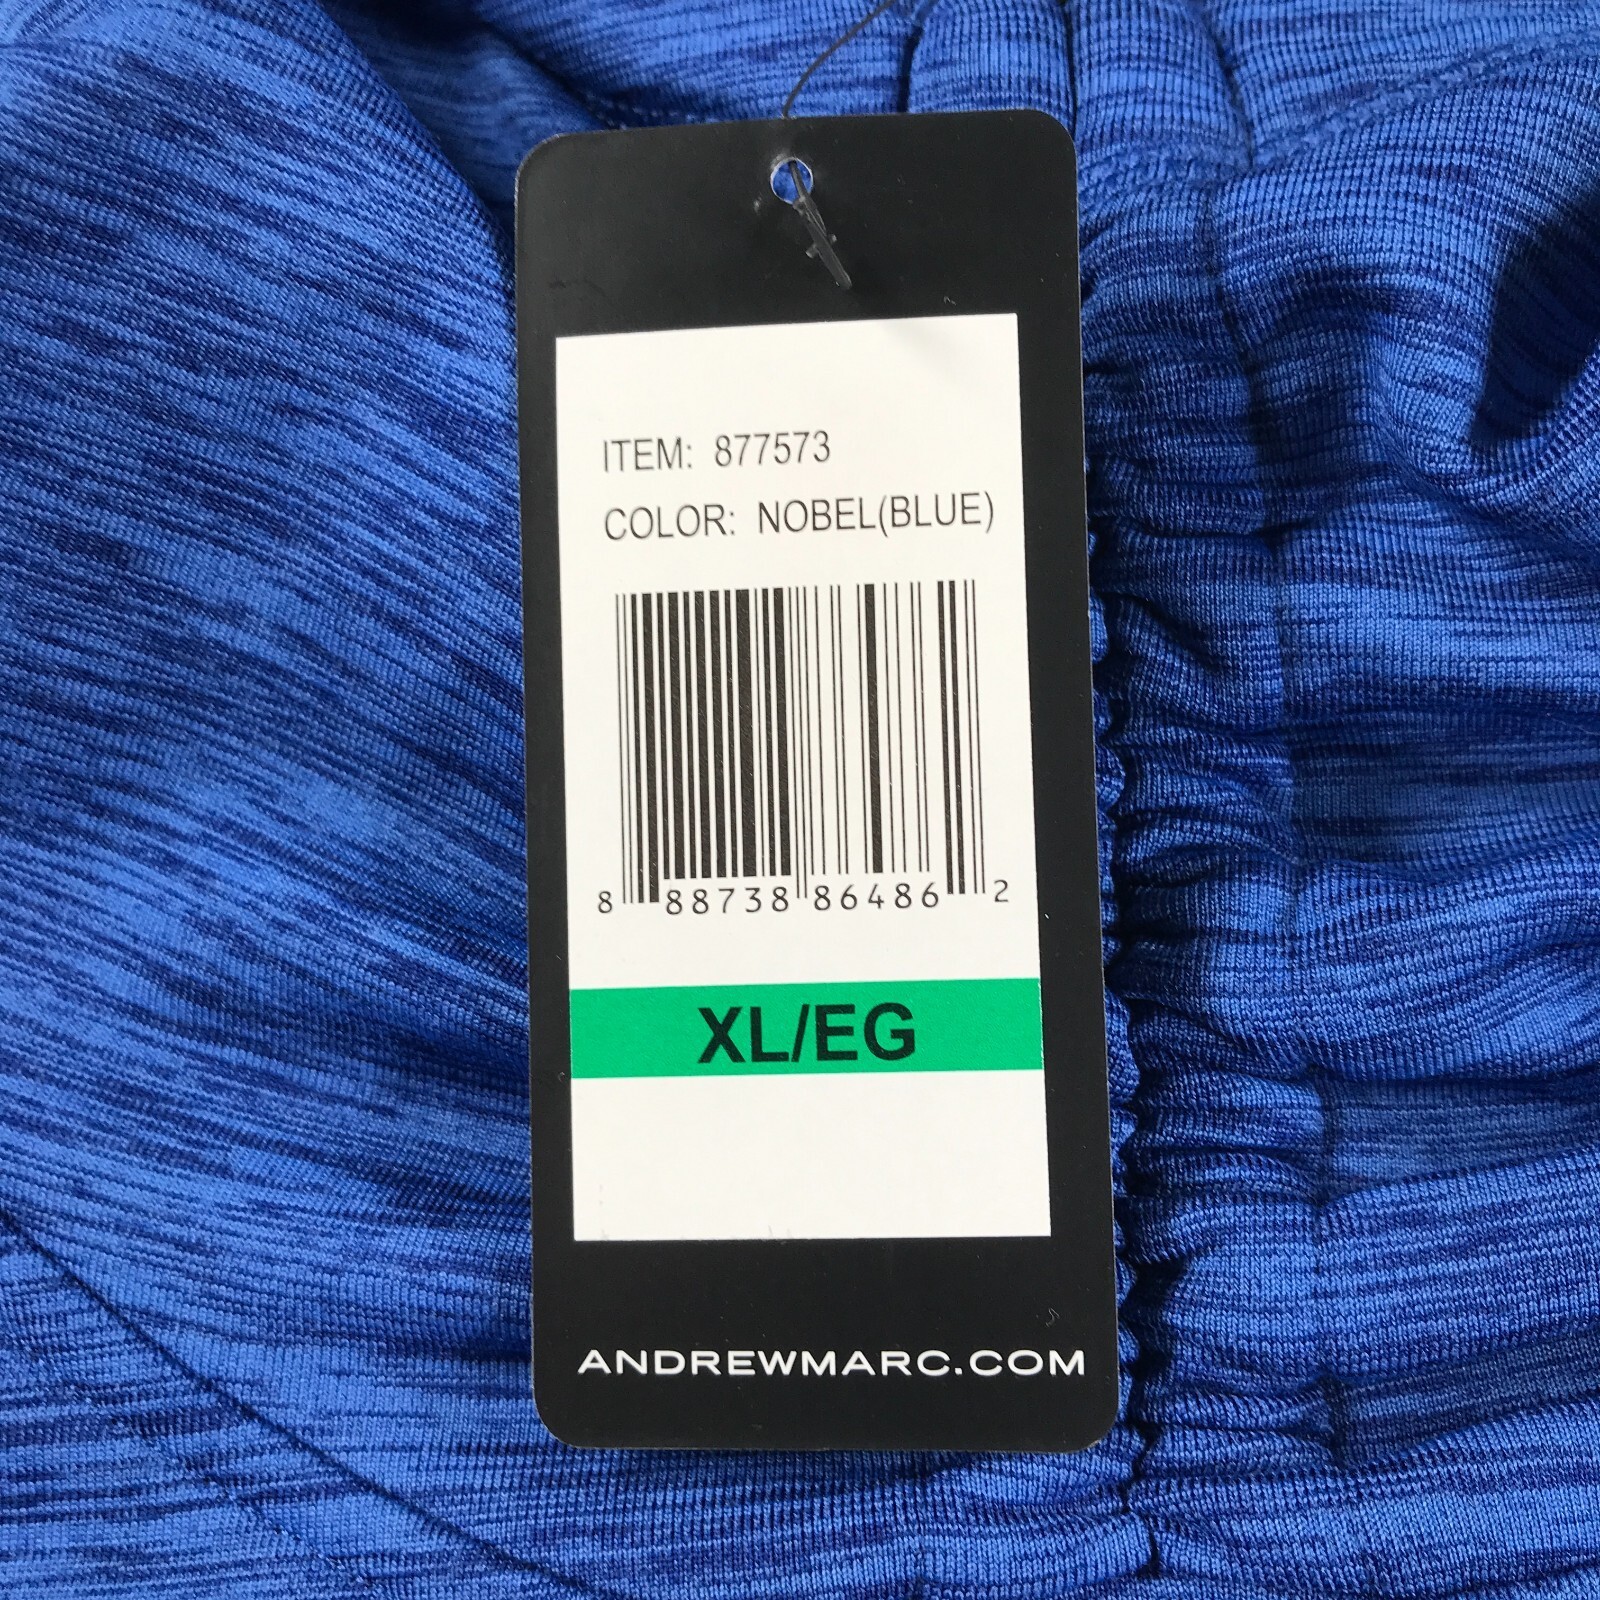 ITEM: 877573
COLOR: NOBEL(BLUE)
8 88738 86486 2
XL/EG
ANDREWMARC.COM